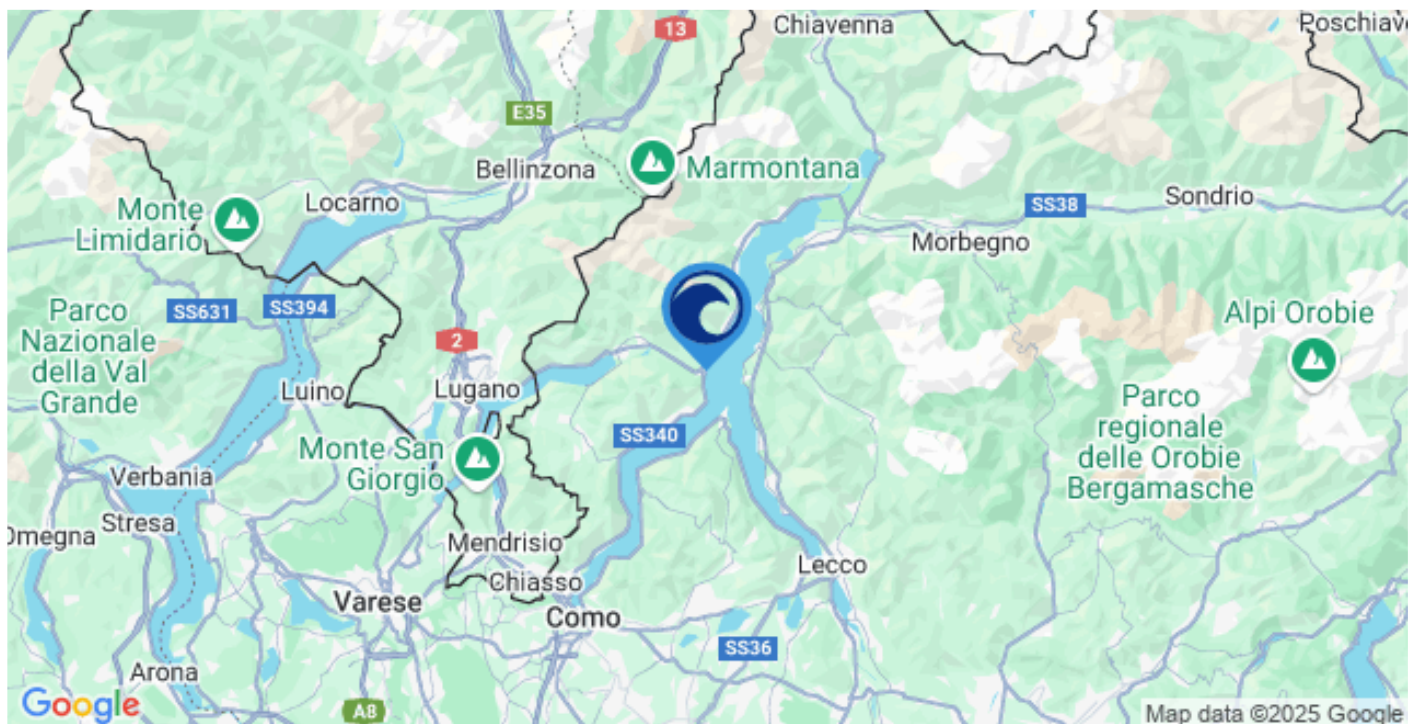 13
Chiavenna
Poschiavo
E35
Bellinzona
Marmontana
Locarno
Monte
Limidario
SS38
Sondrio
Morbegno
Parco
Nazionale
della Val
Grande
SS631
SS394
2
Alpi Orobie
Luino
Lugano
Parco
regionale
delle Orobie
Bergamasche
SS340
Monte San
Giorgio
Verbania
Stresa
Omegna
Mendrisio
Chiasso
Lecco
Varese
Como
SS36
Arona
A8
Google
Map data ©2025 Google